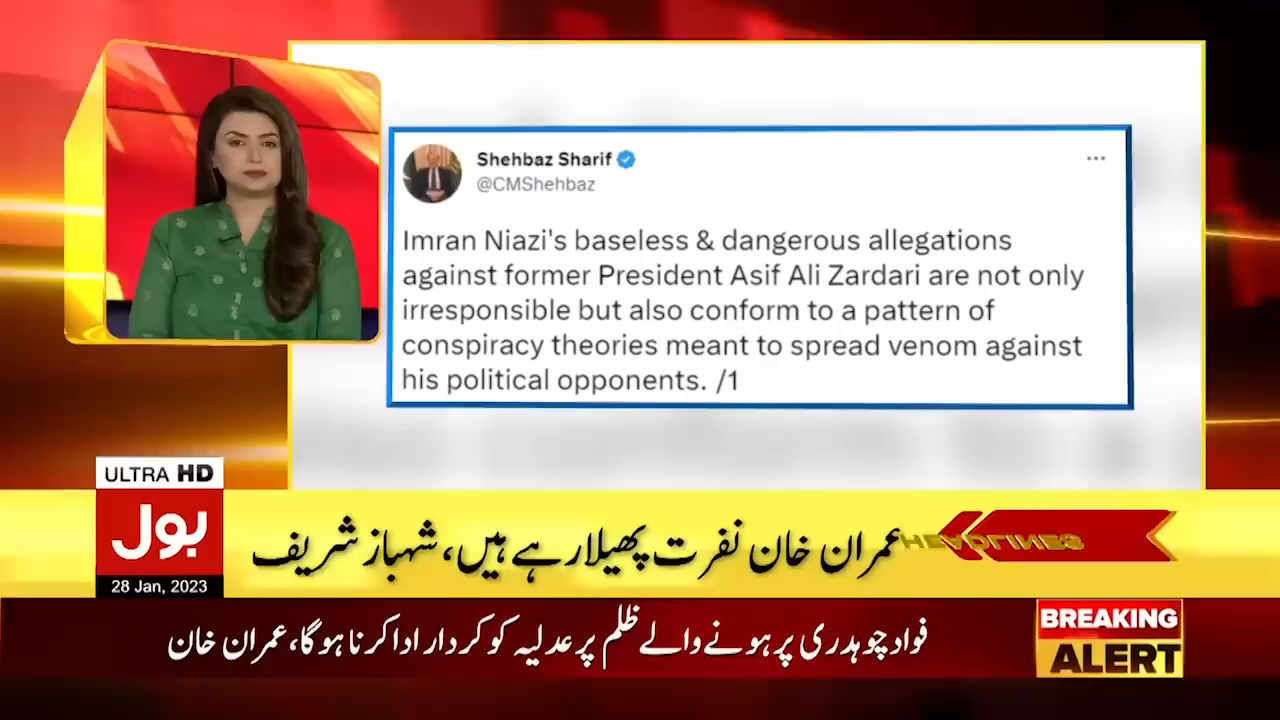 Shehbaz Sharif
@CMShehbaz
Imran Niazi's baseless & dangerous allegations
against former President Asif Ali Zardari are not only
irresponsible but also conform to a pattern of
conspiracy theories meant to spread venom against
his political opponents. /1
ULTRA HD
بول
28 Jan, 2023
HEADLINES
عمران خان نفرت پھیلا رہے ہیں، شہباز شریف
BREAKING
ALERT
فواد چوہدری پر ہونے والے ظلم پر عدلیہ کو کردار ادا کرنا ہوگا، عمران خان